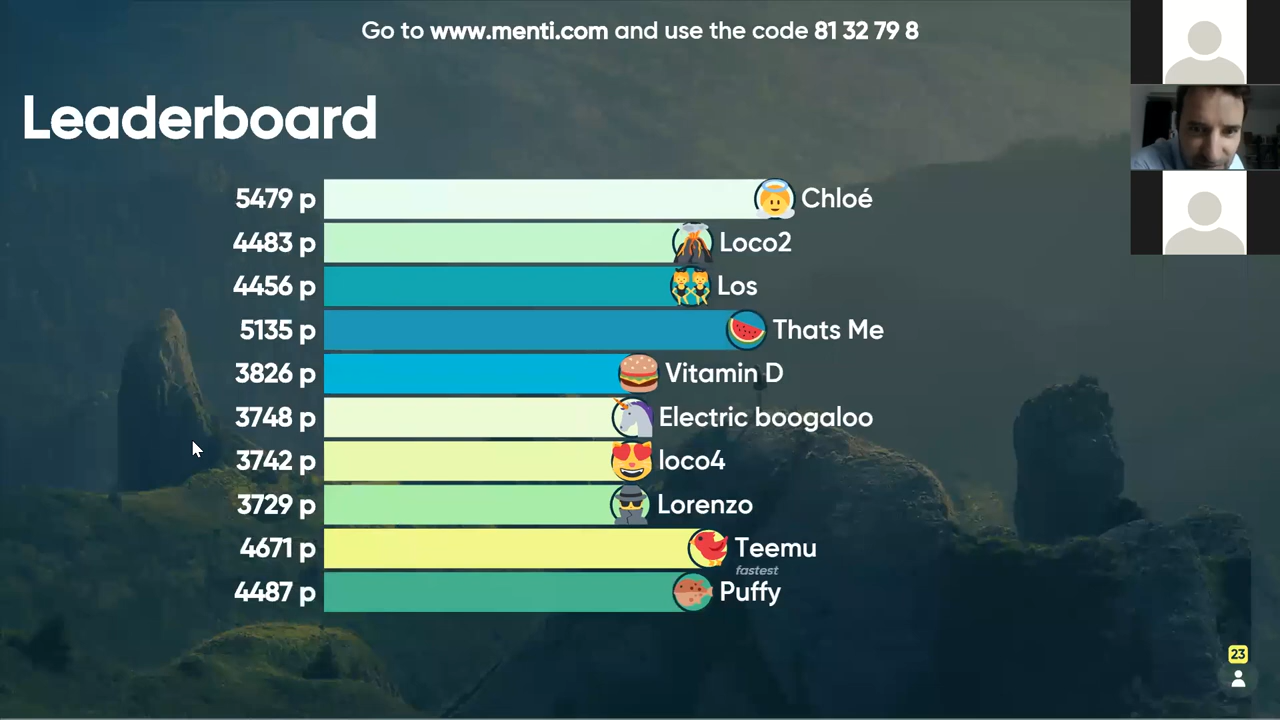 Go to www.menti.com and use the code 81 32 79 8
Leaderboard
5479 p Chloé
4483 p Loco2
4456 p Los
5135 p Thats Me
3826 p Vitamin D
3748 p Electric boogaloo
3742 p loco4
3729 p Lorenzo
4671 p Teemu
fastest
4487 p Puffy
23